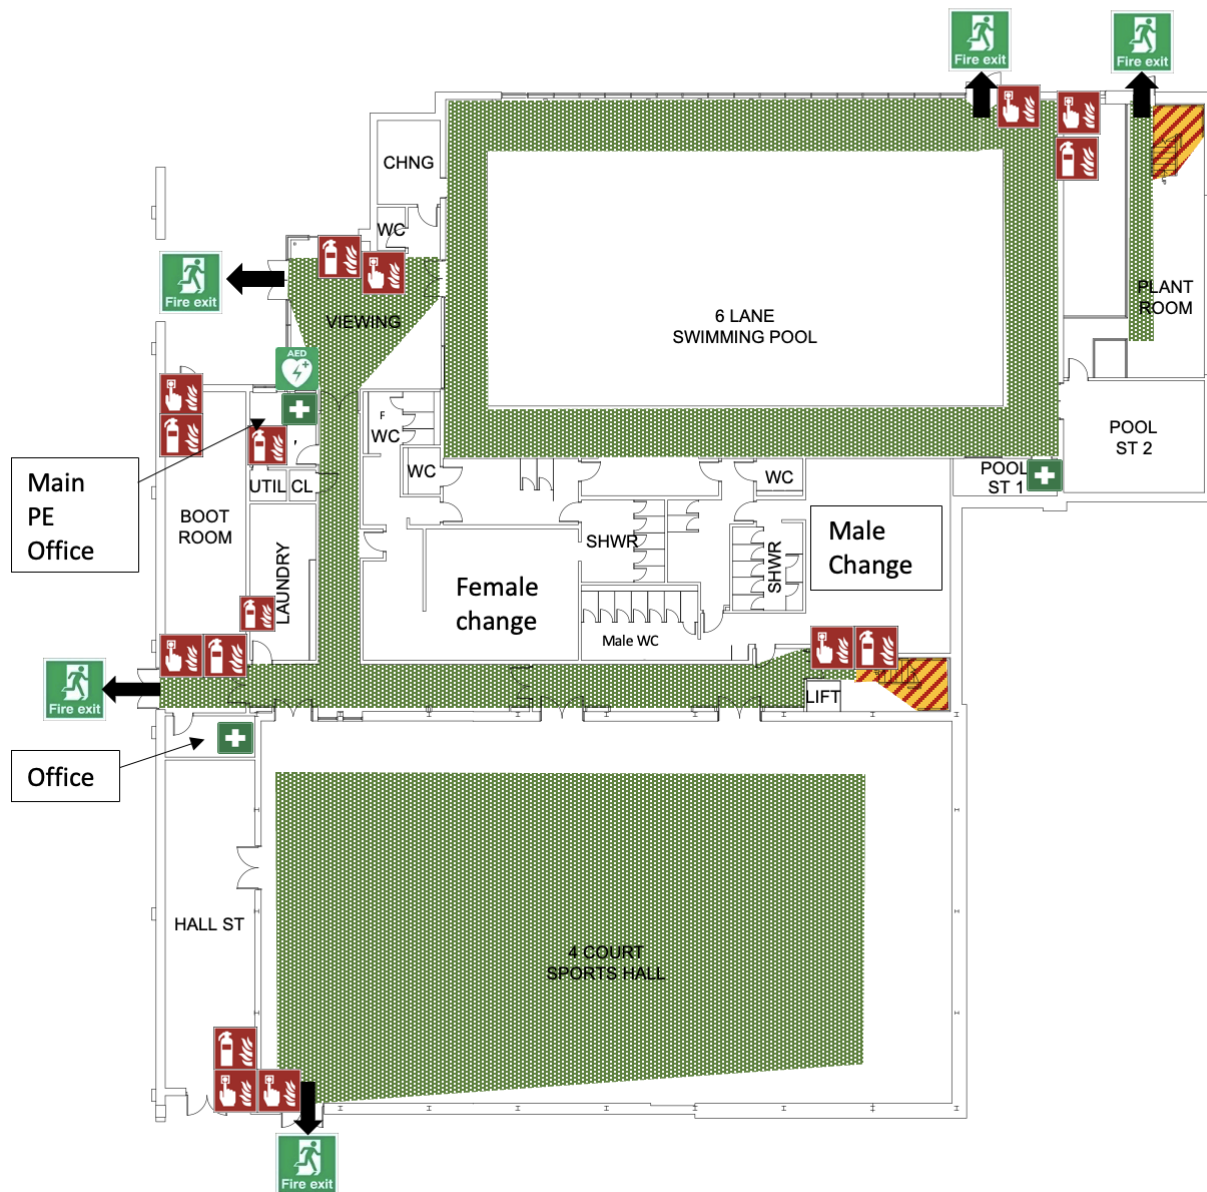 Fire exit
Fire exit
CHNG
WC
Fire exit
VIEWING
PLANT
ROOM
6 LANE
SWIMMING POOL
AED
F
WC
WC
WC
POOL
ST 2
POOL
ST 1
Main
PE
Office
UTIL
CL
BOOT
ROOM
LAUNDRY
SHWR
SHWR
Male
Change
Female
change
Male WC
Fire exit
LIFT
Office
HALL ST
4 COURT
SPORTS HALL
Fire exit